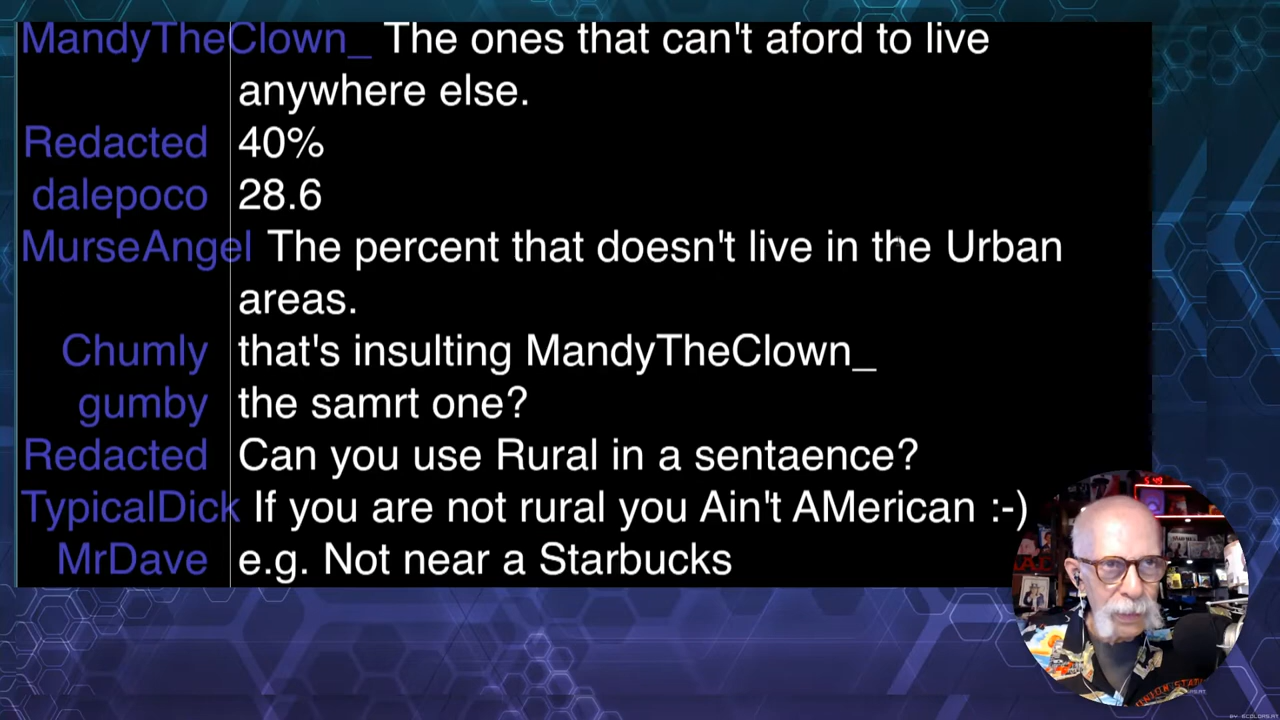 MandyTheClown_ The ones that can't aford to live
anywhere else.
Redacted 40%
dalepoco 28.6
MurseAngel The percent that doesn't live in the Urban
areas.
Chumly that's insulting MandyTheClown_
gumby the samrt one?
Redacted Can you use Rural in a sentaence?
TypicalDick If you are not rural you Ain't AMerican :-)
MrDave e.g. Not near a Starbucks
UNION STATI